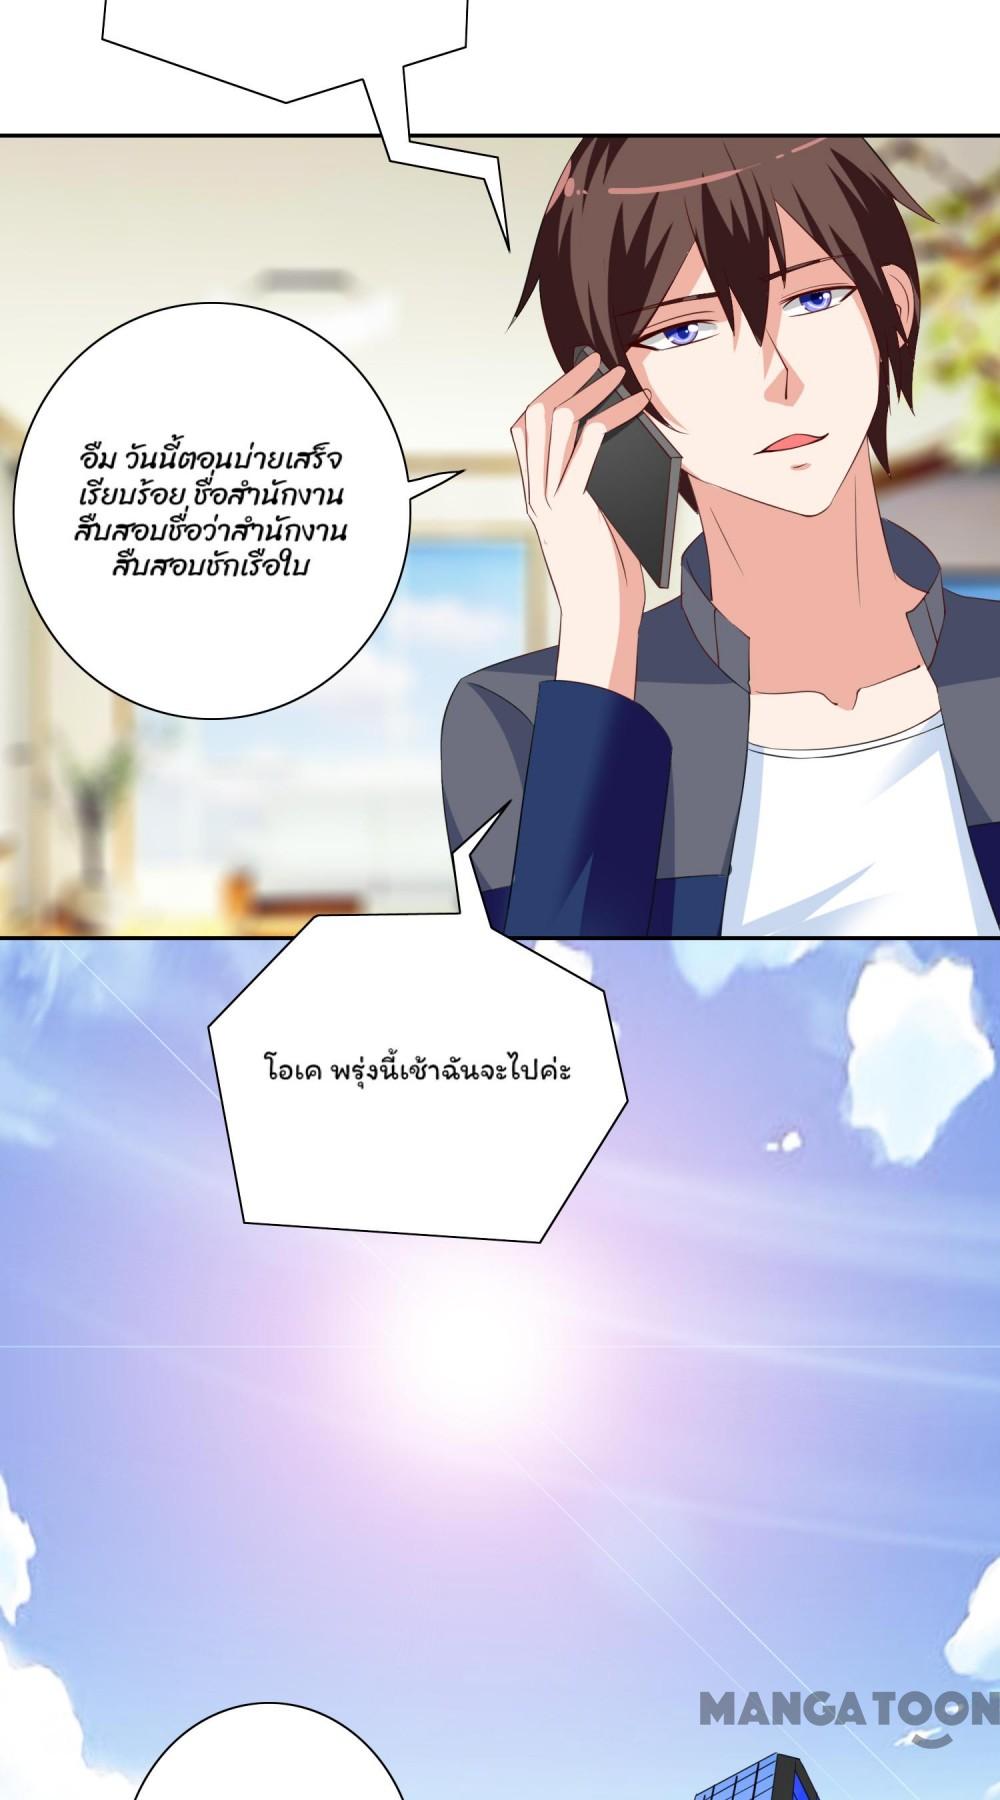 อืม วันนี้ตอนบ่ายเสร็จ
เรียบร้อย ชื่อสำนักงาน
สืบสอบชื่อว่าสำนักงาน
สืบสอบชักเรือใบ
โอเค พรุ่งนี้เช้าฉันจะไปค่ะ
MANGATOON